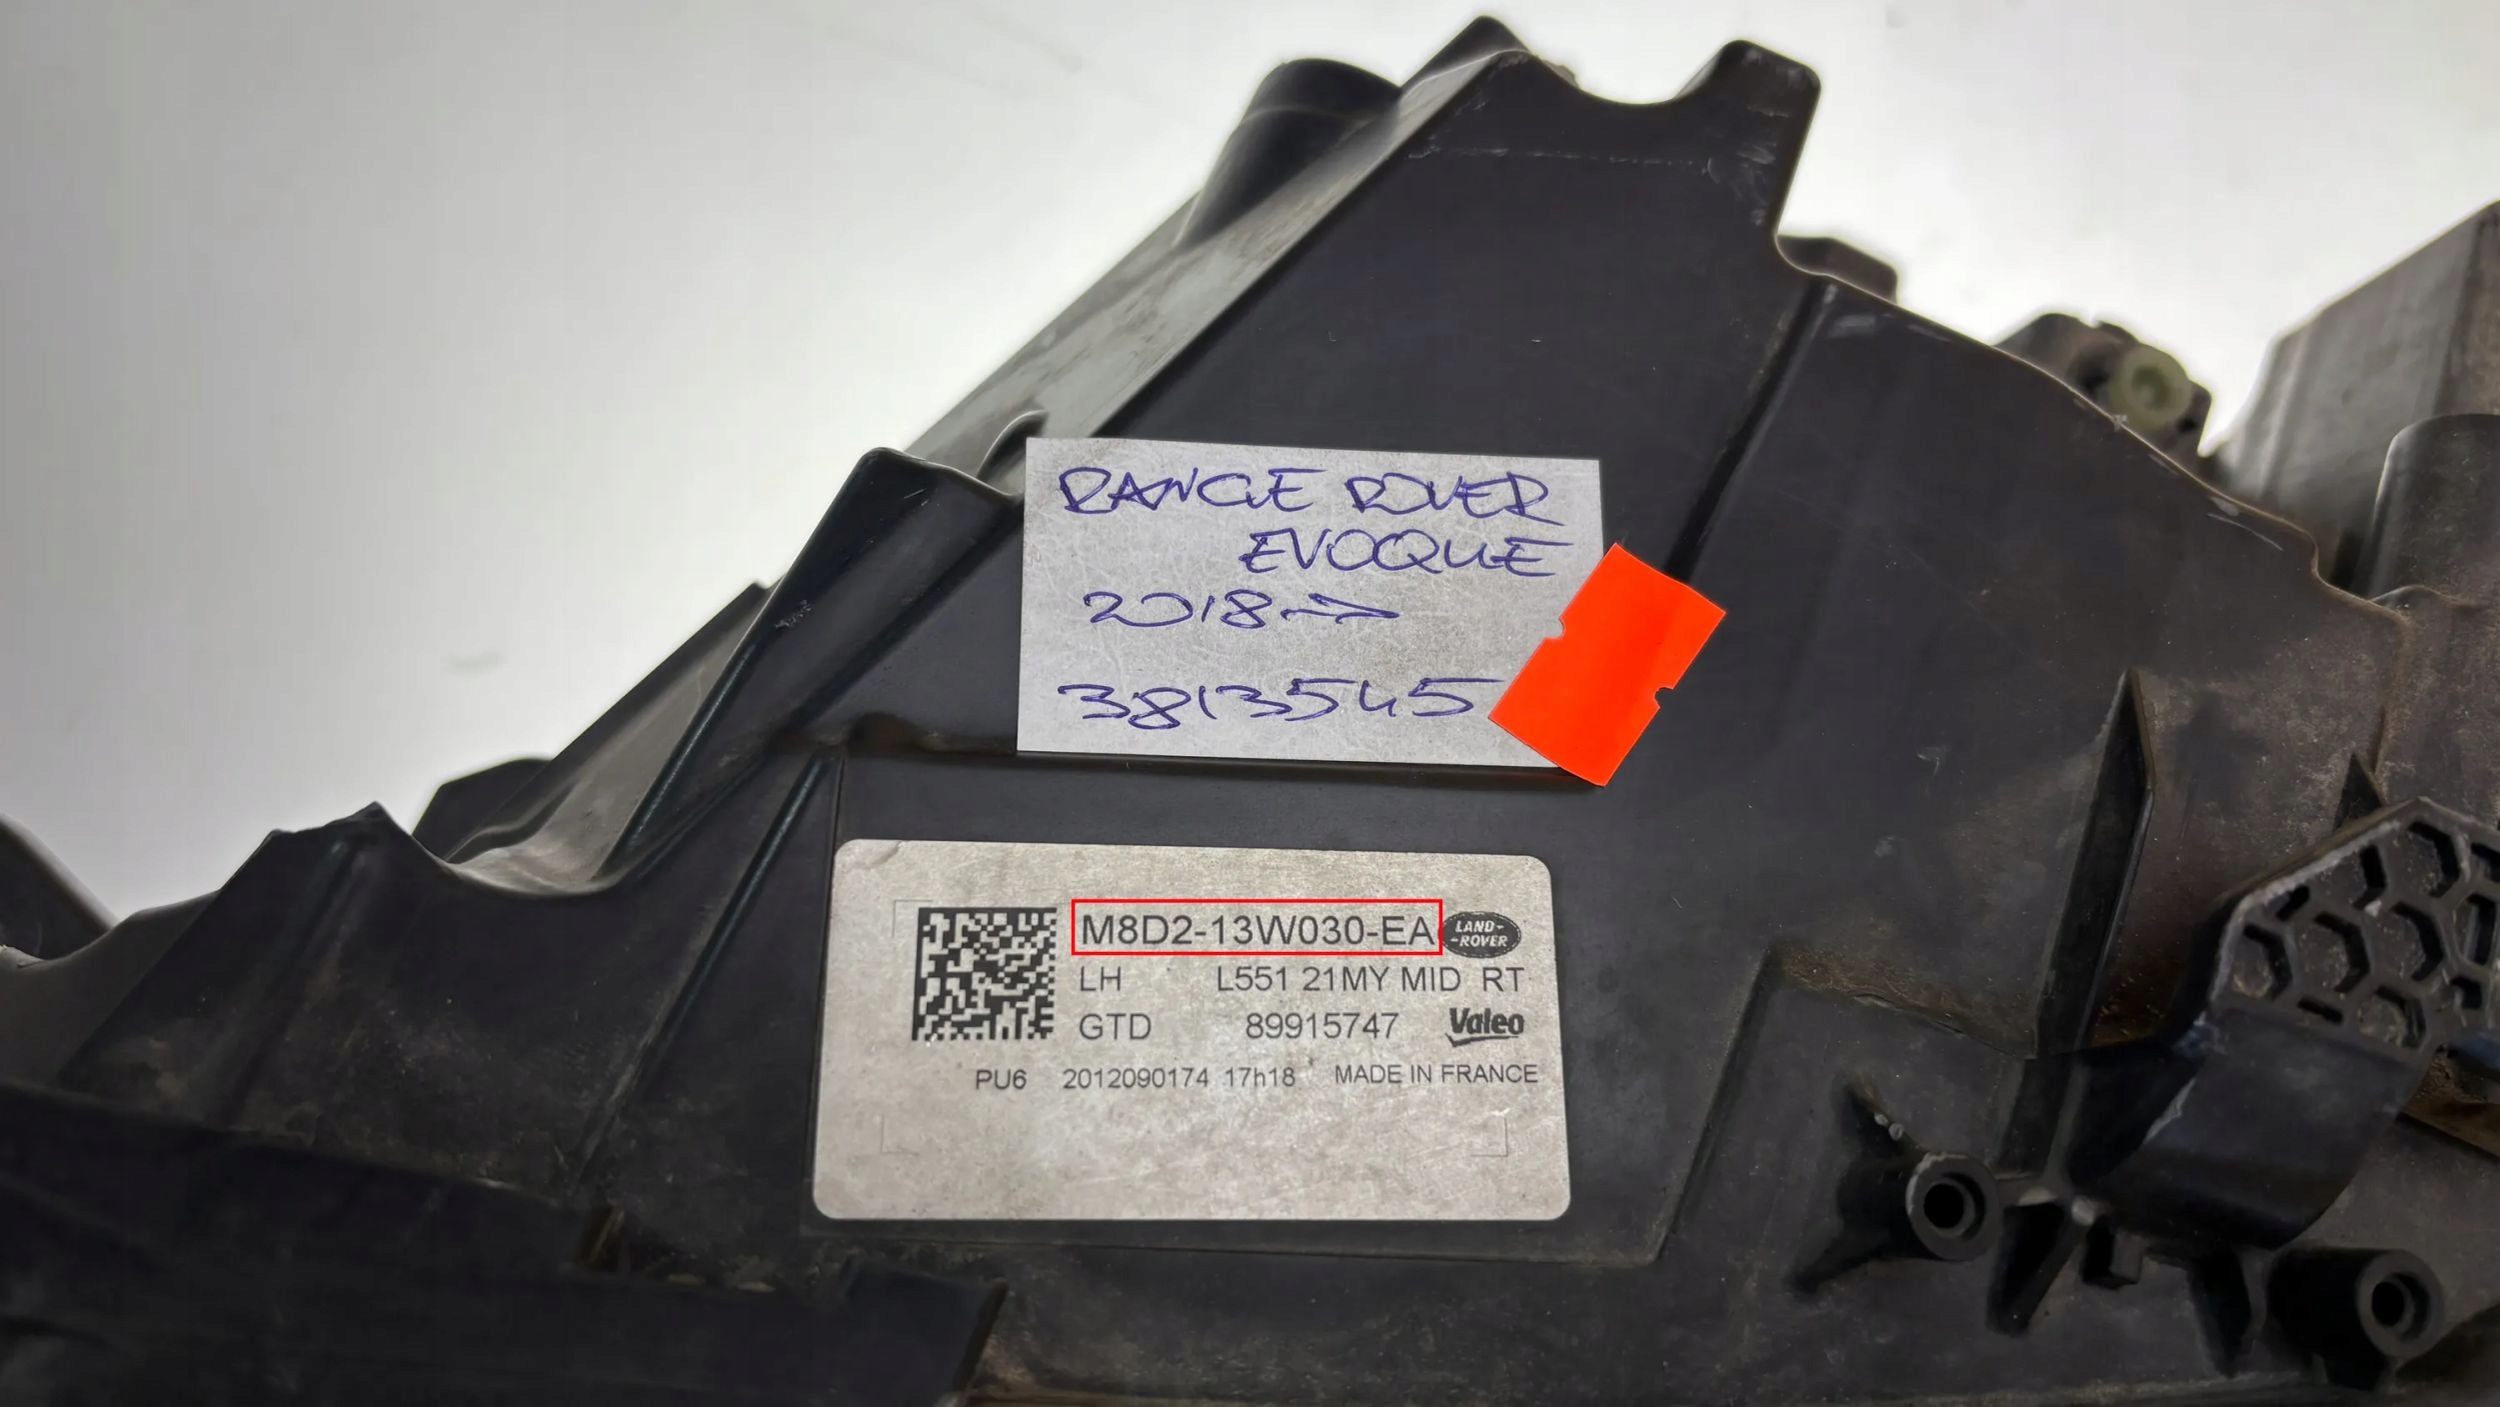 RANGE ROVER
EVOQUE
2018→
3813545
M8D2-13W030-EA
LAND-
-ROVER
LH L551 21MY MID RT
GTD 89915747 Valeo
PU6 2012090174 17h18 MADE IN FRANCE